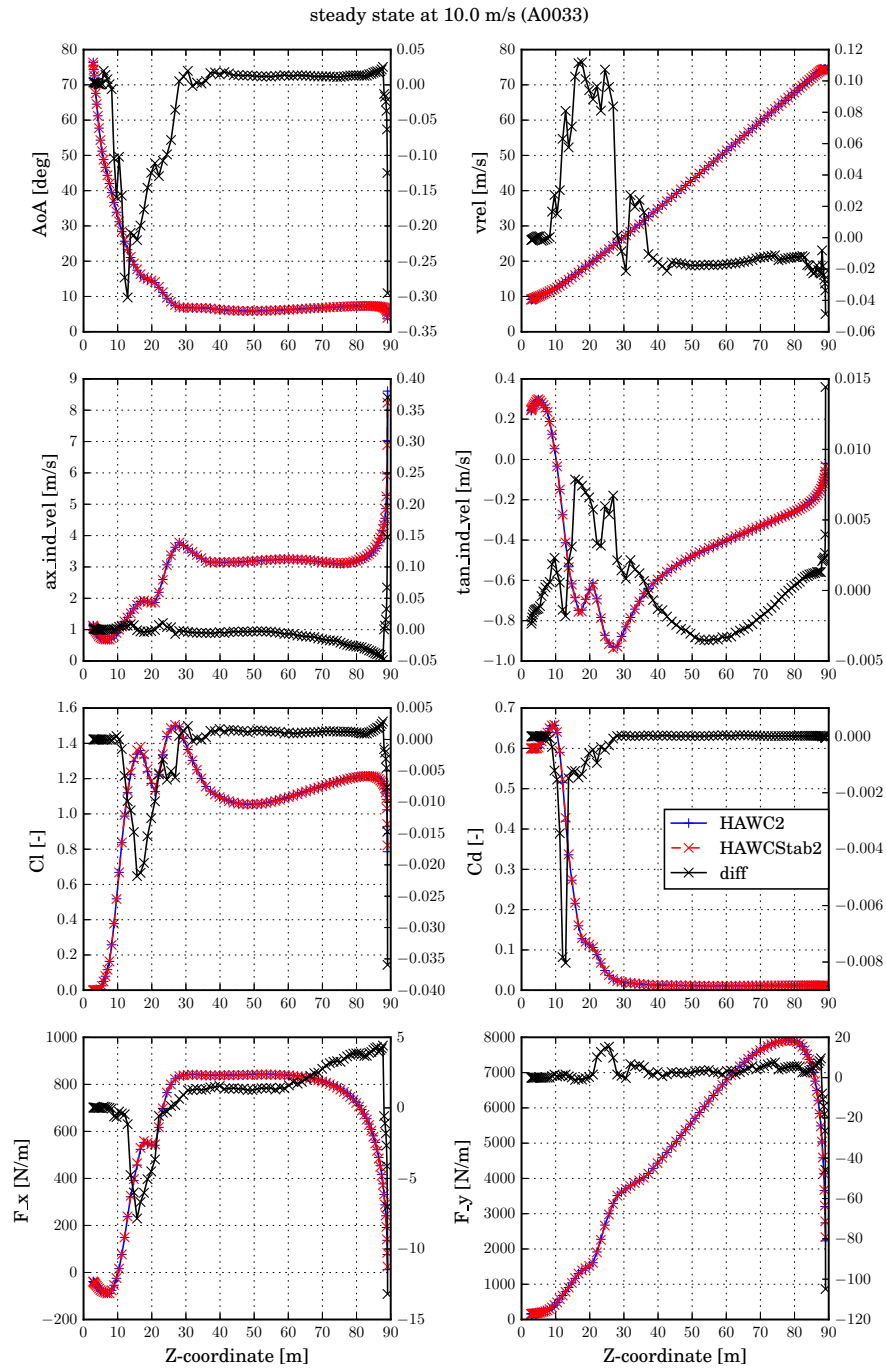 steady state at 10.0 m/s (A0033)
80 70 60 50 40 30 20 10 0
AoA [deg]
0.05 0.00 −0.05 −0.10 −0.15 −0.20 −0.25 −0.30 −0.35
0 10 20 30 40 50 60 70 80 90
80 70 60 50 40 30 20 10 0
vrel [m/s]
0.12 0.10 0.08 0.06 0.04 0.02 0.00 −0.02 −0.04 −0.06
0 10 20 30 40 50 60 70 80 90
9 8 7 6 5 4 3 2 1 0
ax_ind_vel [m/s]
0.40 0.35 0.30 0.25 0.20 0.15 0.10 0.05 0.00 −0.05
0 10 20 30 40 50 60 70 80 90
0.4 0.2 0.0 −0.2 −0.4 −0.6 −0.8 −1.0
tan_ind_vel [m/s]
0.015 0.010 0.005 0.000 −0.005
0 10 20 30 40 50 60 70 80 90
1.6 1.4 1.2 1.0 0.8 0.6 0.4 0.2 0.0
Cl [-]
0.005 0.000 −0.005 −0.010 −0.015 −0.020 −0.025 −0.030 −0.035 −0.040
0 10 20 30 40 50 60 70 80 90
0.7 0.6 0.5 0.4 0.3 0.2 0.1 0.0
Cd [-]
HAWC2
HAWCStab2
diff
0.000 −0.002 −0.004 −0.006 −0.008
0 10 20 30 40 50 60 70 80 90
1000 800 600 400 200 0 −200
F_x [N/m]
5 0 −5 −10 −15
0 10 20 30 40 50 60 70 80 90
Z-coordinate [m]
8000 7000 6000 5000 4000 3000 2000 1000 0
F_y [N/m]
20 0 −20 −40 −60 −80 −100 −120
0 10 20 30 40 50 60 70 80 90
Z-coordinate [m]